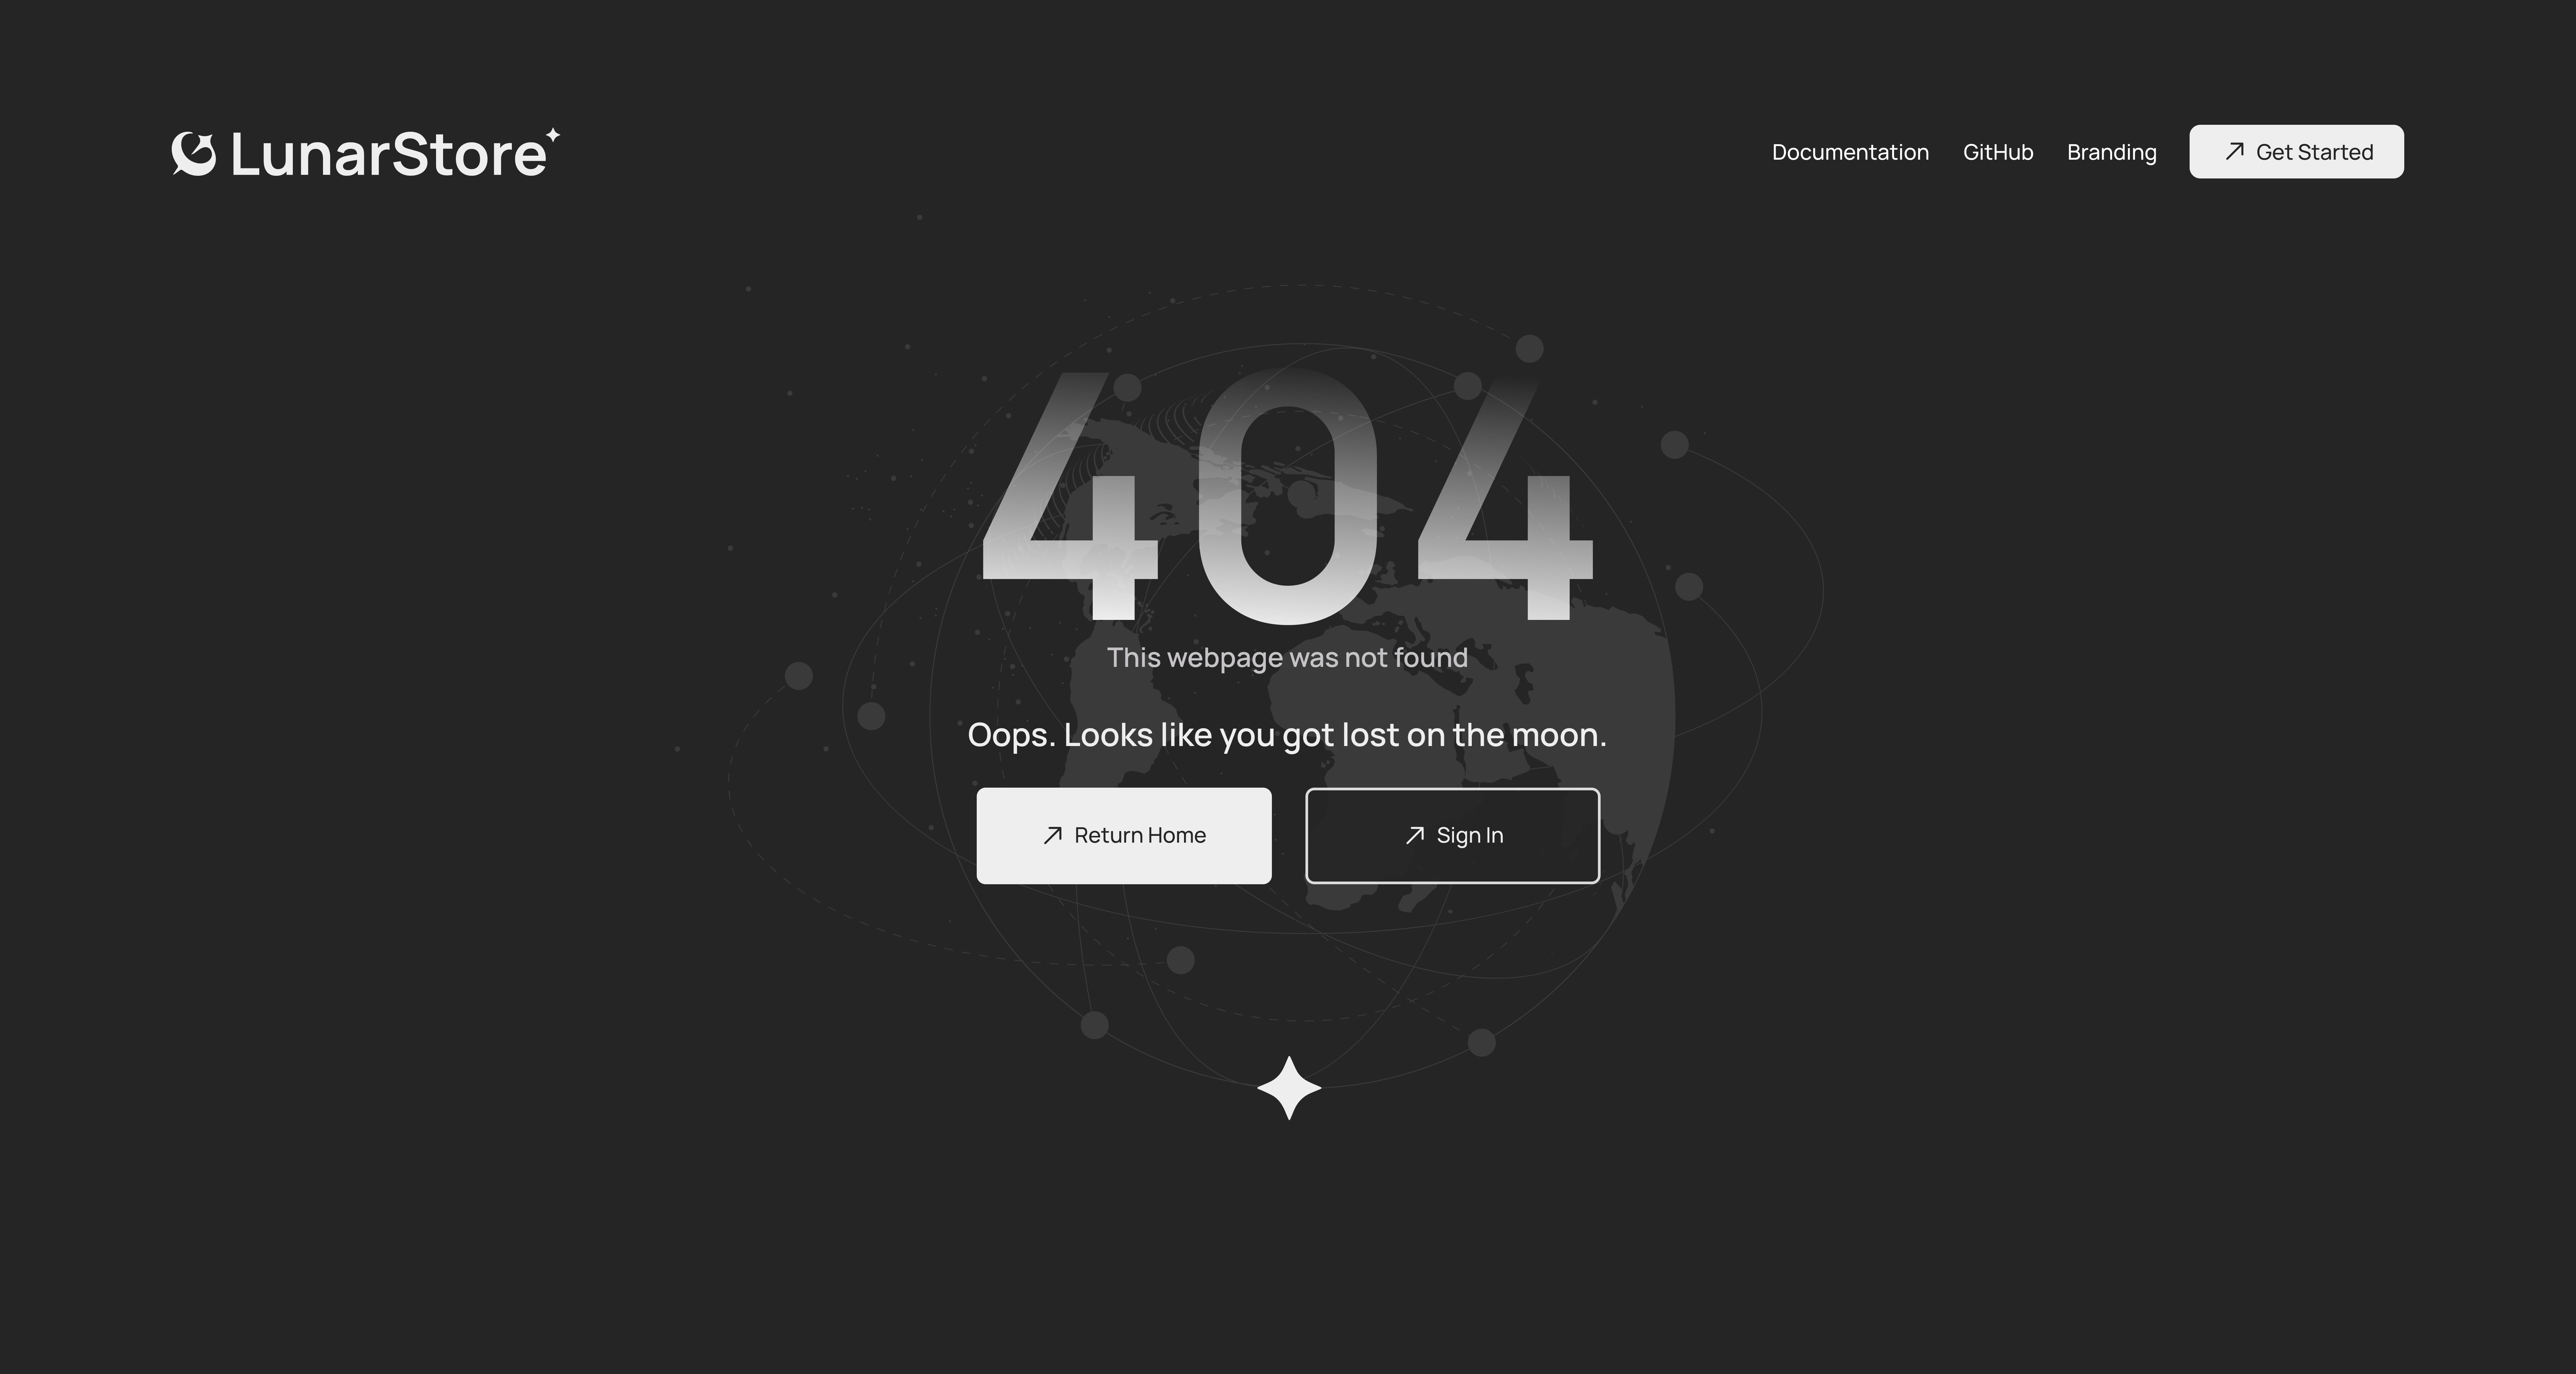 LunarStore
Documentation GitHub Branding Get Started
404
This webpage was not found
Oops. Looks like you got lost on the moon.
Return Home Sign In